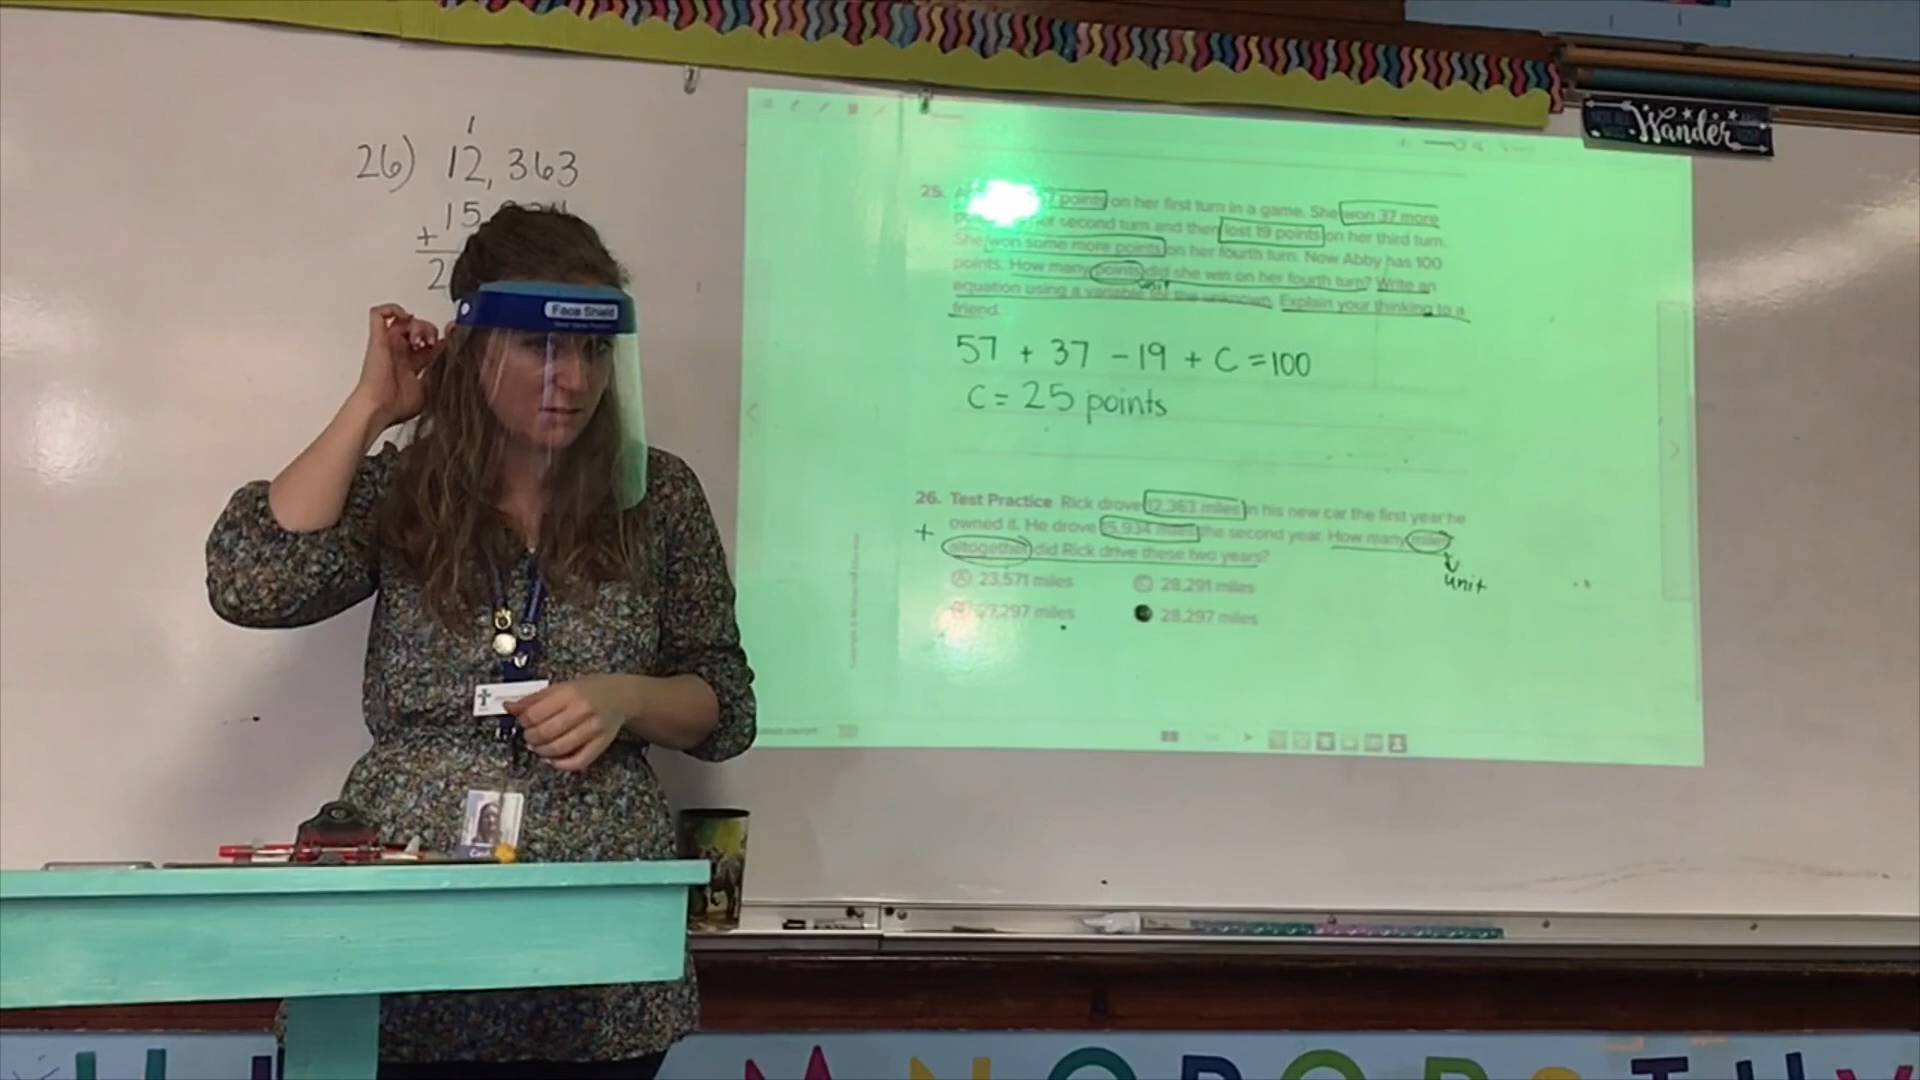 Wander
1
26) 12,363
+ 15
2
Face Shield
25. points on her first turn in a game. She won 37 more
second turn and then lost 19 points on her third turn.
She won some more points on her fourth turn. Now Abby has 100
points. How many points did she win on her fourth turn? Write an
equation using a variable for the unknown. Explain your thinking to a
friend.
57 + 37 - 19 + C = 100
C = 25 points
26. Test Practice Rick drove 12,363 miles in his new car the first year he
+ owned it. He drove 15,934 miles the second year. How many miles
altogether did Rick drive these two years?
unit
A 23,571 miles
C 28,291 miles
B 27,297 miles
28,297 miles